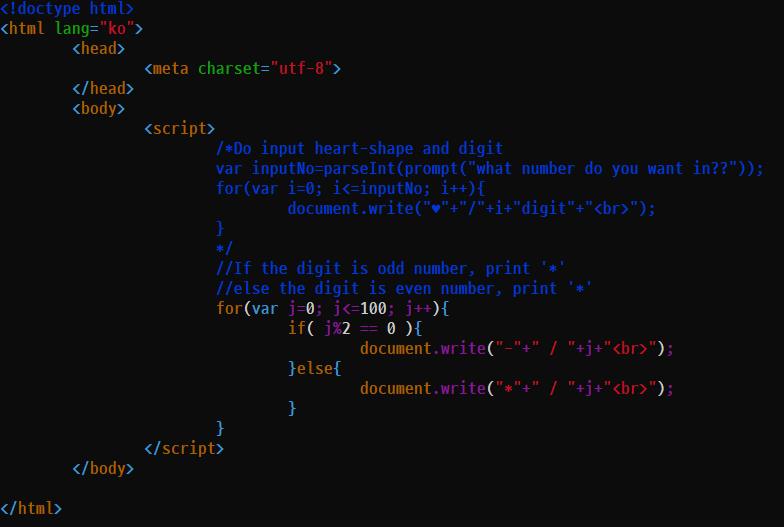 <!doctype html>
<html lang="ko">
<head>
<meta charset="utf-8">
</head>
<body>
<script>
/*Do input heart-shape and digit
var inputNo=parseInt(prompt("what number do you want in??"));
for(var i=0; i<=inputNo; i++){
document.write("♥"+"/"+i+"digit"+"<br>");
}
*/
//If the digit is odd number, print '*'
//else the digit is even number, print '*'
for(var j=0; j<=100; j++){
if( j%2 == 0 ){
document.write("-"+" / "+j+"<br>");
}else{
document.write("*"+" / "+j+"<br>");
}
}
</script>
</body>
</html>